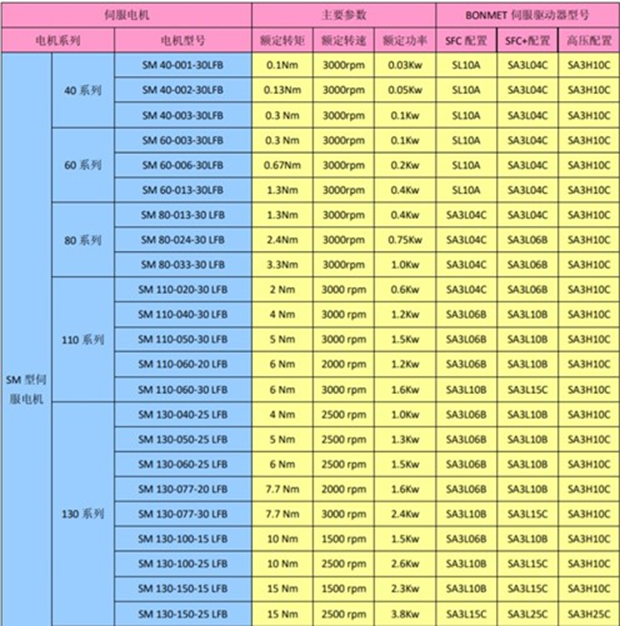 伺服电机 主要参数 BONMET 伺服驱动器型号
电机系列 电机型号 额定转矩 额定转速 额定功率 SFC 配置 SFC+配置 高压配置
SM 型伺服电机
40 系列
SM 40-001-30LFB 0.1Nm 3000rpm 0.03Kw SL10A SA3L04C SA3H10C
SM 40-002-30LFB 0.13Nm 3000rpm 0.05Kw SL10A SA3L04C SA3H10C
SM 40-003-30LFB 0.3 Nm 3000rpm 0.1Kw SL10A SA3L04C SA3H10C
60 系列
SM 60-003-30LFB 0.3 Nm 3000rpm 0.1Kw SL10A SA3L04C SA3H10C
SM 60-006-30LFB 0.67Nm 3000rpm 0.2Kw SL10A SA3L04C SA3H10C
SM 60-013-30LFB 1.3Nm 3000rpm 0.4Kw SL10A SA3L04C SA3H10C
80 系列
SM 80-013-30 LFB 1.3Nm 3000rpm 0.4Kw SA3L04C SA3L04C SA3H10C
SM 80-024-30 LFB 2.4Nm 3000rpm 0.75Kw SA3L04C SA3L06B SA3H10C
SM 80-033-30 LFB 3.3Nm 3000rpm 1.0Kw SA3L04C SA3L06B SA3H10C
110 系列
SM 110-020-30 LFB 2 Nm 3000 rpm 0.6Kw SA3L04C SA3L06B SA3H10C
SM 110-040-30 LFB 4 Nm 3000 rpm 1.2Kw SA3L06B SA3L10B SA3H10C
SM 110-050-30 LFB 5 Nm 3000 rpm 1.5Kw SA3L06B SA3L10B SA3H10C
SM 110-060-20 LFB 6 Nm 2000 rpm 1.2Kw SA3L06B SA3L10B SA3H10C
SM 110-060-30 LFB 6 Nm 3000 rpm 1.6Kw SA3L10B SA3L15C SA3H10C
130 系列
SM 130-040-25 LFB 4 Nm 2500 rpm 1.0Kw SA3L06B SA3L10B SA3H10C
SM 130-050-25 LFB 5 Nm 2500 rpm 1.3Kw SA3L06B SA3L10B SA3H10C
SM 130-060-25 LFB 6 Nm 2500 rpm 1.5Kw SA3L06B SA3L10B SA3H10C
SM 130-077-20 LFB 7.7 Nm 2000 rpm 1.6Kw SA3L06B SA3L10B SA3H10C
SM 130-077-30 LFB 7.7 Nm 3000 rpm 2.4Kw SA3L10B SA3L15C SA3H10C
SM 130-100-15 LFB 10 Nm 1500 rpm 1.5Kw SA3L06B SA3L10B SA3H10C
SM 130-100-25 LFB 10 Nm 2500 rpm 2.6Kw SA3L10B SA3L15C SA3H10C
SM 130-150-15 LFB 15 Nm 1500 rpm 2.3Kw SA3L10B SA3L15C SA3H10C
SM 130-150-25 LFB 15 Nm 2500 rpm 3.8Kw SA3L15C SA3L25C SA3H25C